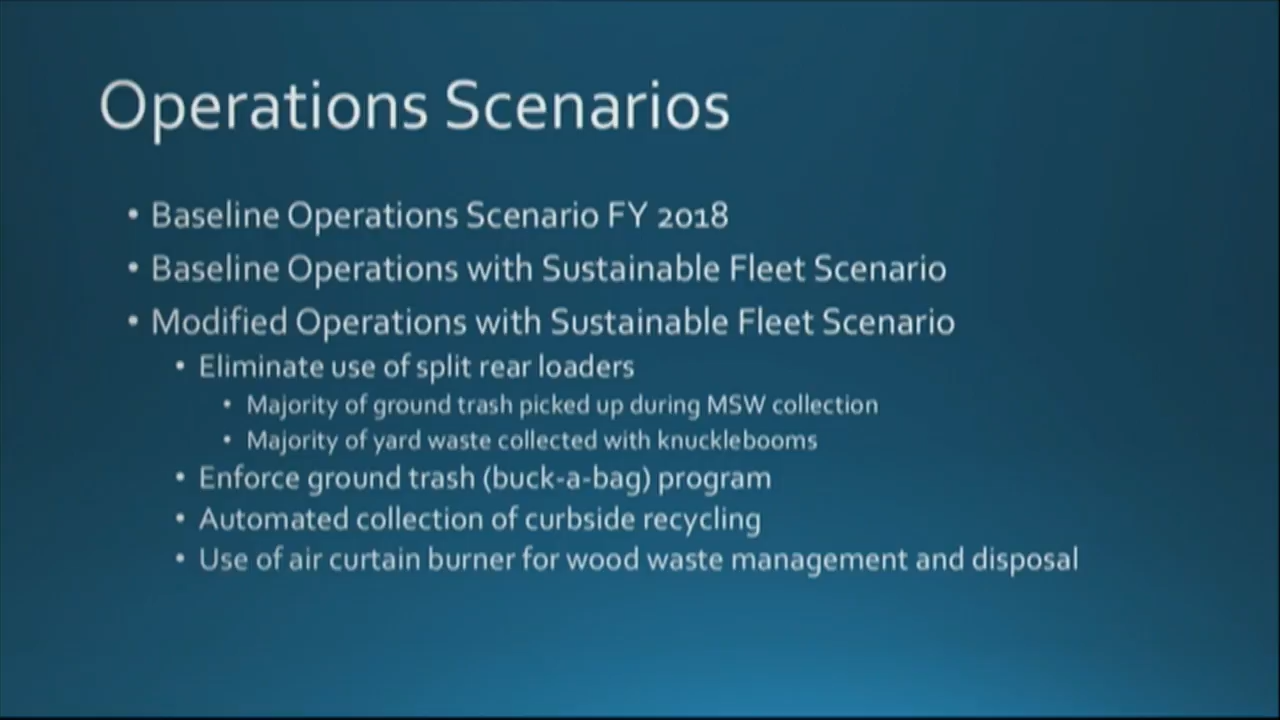 Operations Scenarios
• Baseline Operations Scenario FY 2018
• Baseline Operations with Sustainable Fleet Scenario
• Modified Operations with Sustainable Fleet Scenario
• Eliminate use of split rear loaders
• Majority of ground trash picked up during MSW collection
• Majority of yard waste collected with knucklebooms
• Enforce ground trash (buck-a-bag) program
• Automated collection of curbside recycling
• Use of air curtain burner for wood waste management and disposal